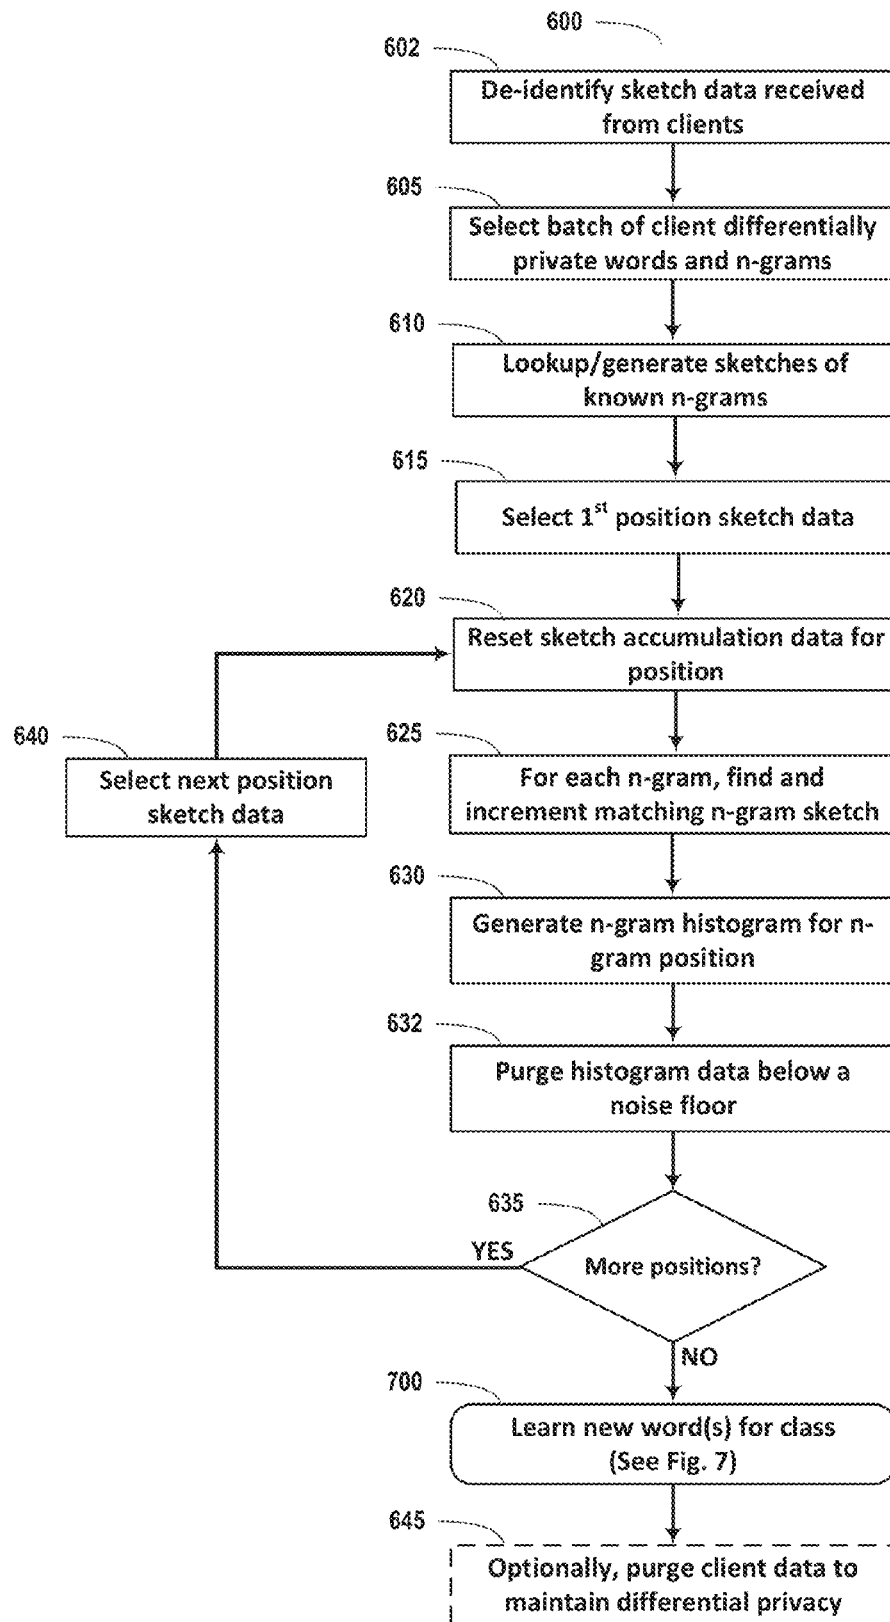 600
602
De-identify sketch data received
from clients
605
Select batch of client differentially
private words and n-grams
610
Lookup/generate sketches of
known n-grams
615
Select 1st position sketch data
620
Reset sketch accumulation data for
position
640
Select next position
sketch data
625
For each n-gram, find and
increment matching n-gram sketch
630
Generate n-gram histogram for n-
gram position
632
Purge histogram data below a
noise floor
635
YES
More positions?
NO
700
Learn new word(s) for class
(See Fig. 7)
645
Optionally, purge client data to
maintain differential privacy